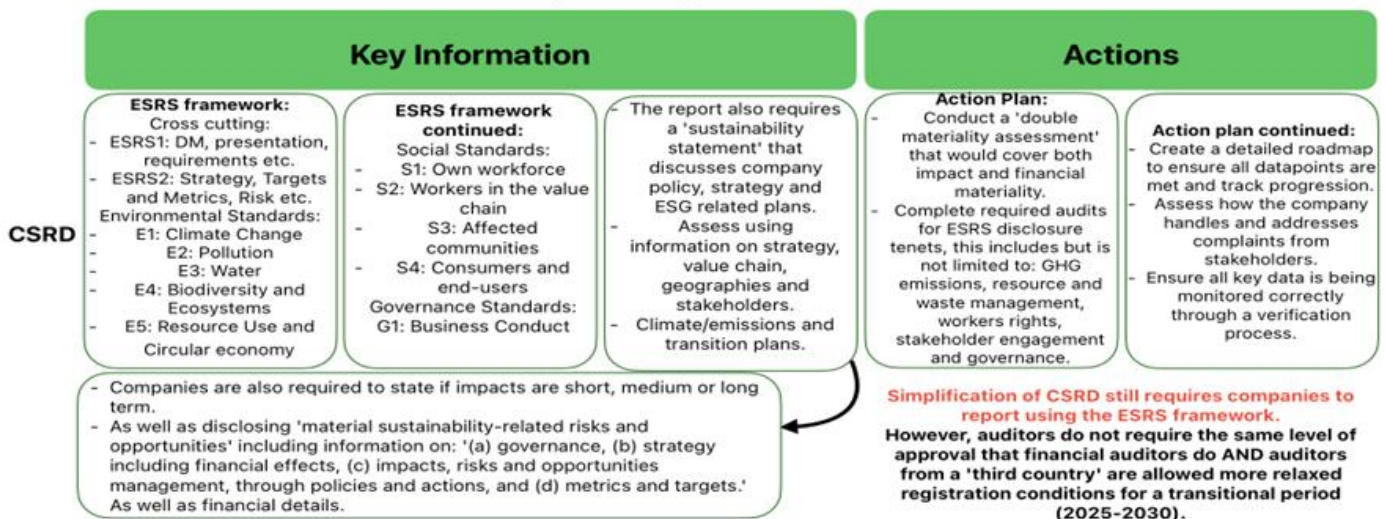 Key Information
Actions
CSRD
ESRS framework:
Cross cutting:
- ESRS1: DM, presentation,
requirements etc.
- ESRS2: Strategy, Targets
and Metrics, Risk etc.
Environmental Standards:
- E1: Climate Change
- E2: Pollution
- E3: Water
- E4: Biodiversity and
Ecosystems
- E5: Resource Use and
Circular economy
ESRS framework
continued:
Social Standards:
- S1: Own workforce
- S2: Workers in the value
chain
- S3: Affected
communities
- S4: Consumers and
end-users
Governance Standards:
G1: Business Conduct
- The report also requires
a 'sustainability
statement' that
discusses company
policy, strategy and
ESG related plans.
- Assess using
information on strategy,
value chain,
geographies and
stakeholders.
- Climate/emissions and
transition plans.
- Companies are also required to state if impacts are short, medium or long
term.
- As well as disclosing 'material sustainability-related risks and
opportunities' including information on: '(a) governance, (b) strategy
including financial effects, (c) impacts, risks and opportunities
management, through policies and actions, and (d) metrics and targets.'
As well as financial details.
Action Plan:
- Conduct a 'double
materiality assessment'
that would cover both
impact and financial
materiality.
- Complete required audits
for ESRS disclosure
tenets, this includes but is
not limited to: GHG
emissions, resource and
waste management,
workers rights,
stakeholder engagement
and governance.
Action plan continued:
- Create a detailed roadmap
to ensure all datapoints are
met and track progression.
- Assess how the company
handles and addresses
complaints from
stakeholders.
- Ensure all key data is being
monitored correctly
through a verification
process.
Simplification of CSRD still requires companies to
report using the ESRS framework.
However, auditors do not require the same level of
approval that financial auditors do AND auditors
from a 'third country' are allowed more relaxed
registration conditions for a transitional period
(2025-2030).